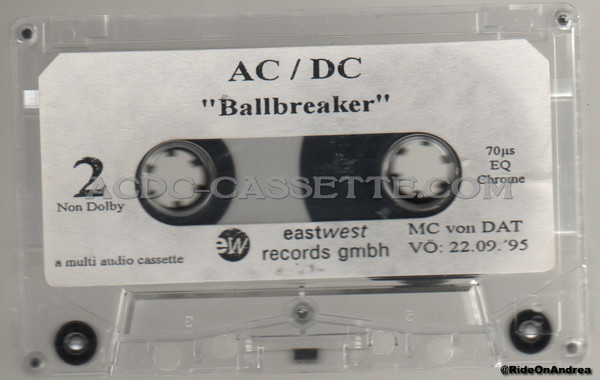 AC / DC
"Ballbreaker"
2
Non Dolby
70µs
EQ
Chrome
ACDC-CASSETTE.COM
ew
eastwest
records gmbh
MC von DAT
VÖ: 22.09.'95
a multi audio cassette
@RideOnAndrea